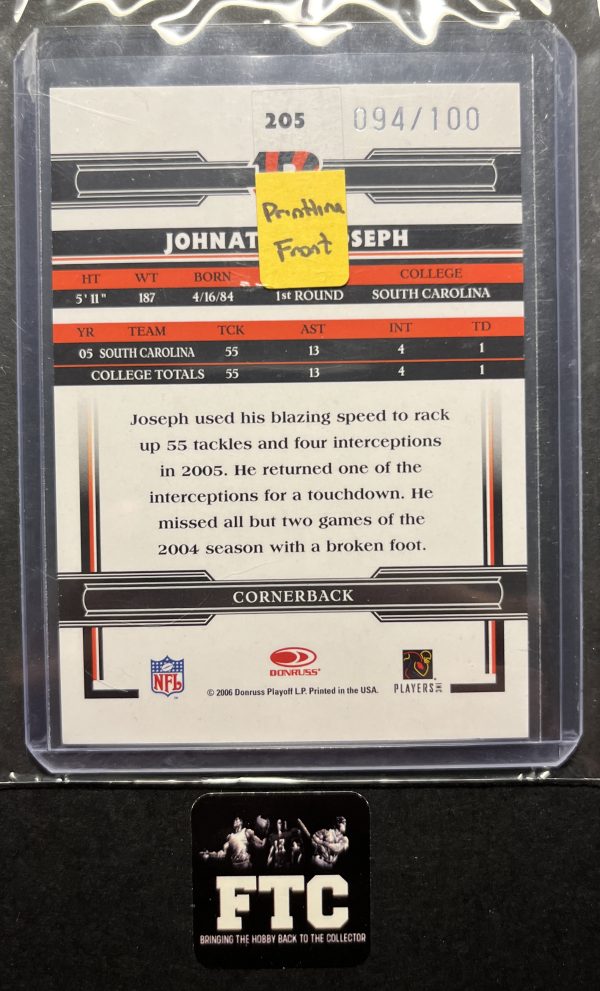 205 094/100
Printline
Front
JOHNAT SEPH
HT WT BORN COLLEGE
5' 11" 187 4/16/84 1st ROUND SOUTH CAROLINA
YR TEAM TCK AST INT TD
05 SOUTH CAROLINA 55 13 4 1
COLLEGE TOTALS 55 13 4 1
Joseph used his blazing speed to rack
up 55 tackles and four interceptions
in 2005. He returned one of the
interceptions for a touchdown. He
missed all but two games of the
2004 season with a broken foot.
CORNERBACK
NFL
DONRUSS
PLAYERS INC
© 2006 Donruss Playoff L.P. Printed in the USA.
FTC
BRINGING THE HOBBY BACK TO THE COLLECTOR